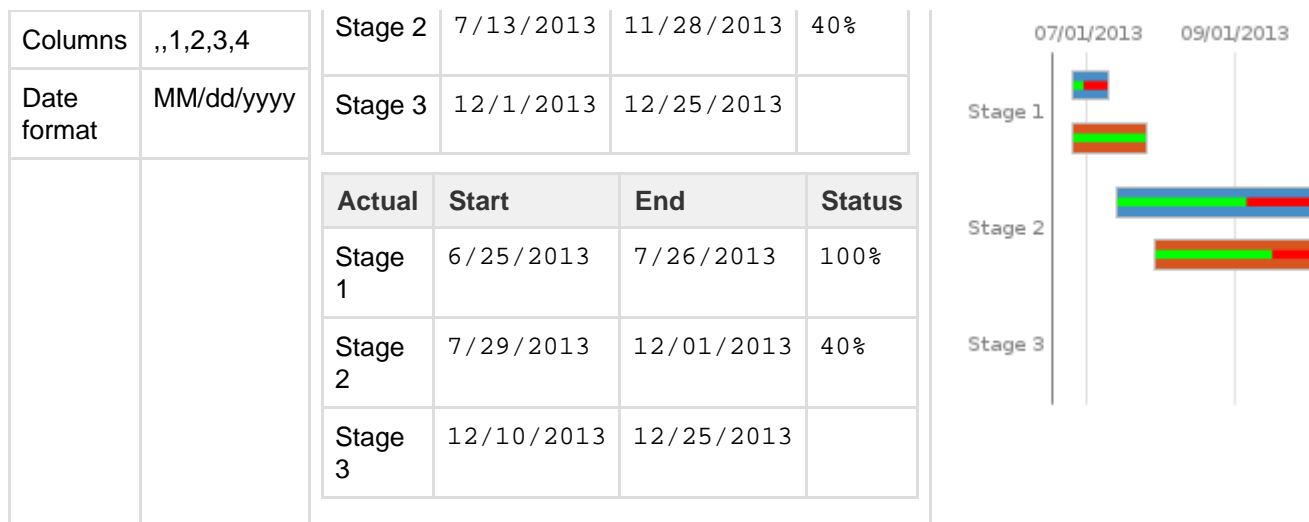 Columns ,,1,2,3,4
Date format MM/dd/yyyy
Stage 2 7/13/2013 11/28/2013 40%
Stage 3 12/1/2013 12/25/2013
Actual Start End Status
Stage 1 6/25/2013 7/26/2013 100%
Stage 2 7/29/2013 12/01/2013 40%
Stage 3 12/10/2013 12/25/2013
07/01/2013 09/01/2013
Stage 1
Stage 2
Stage 3